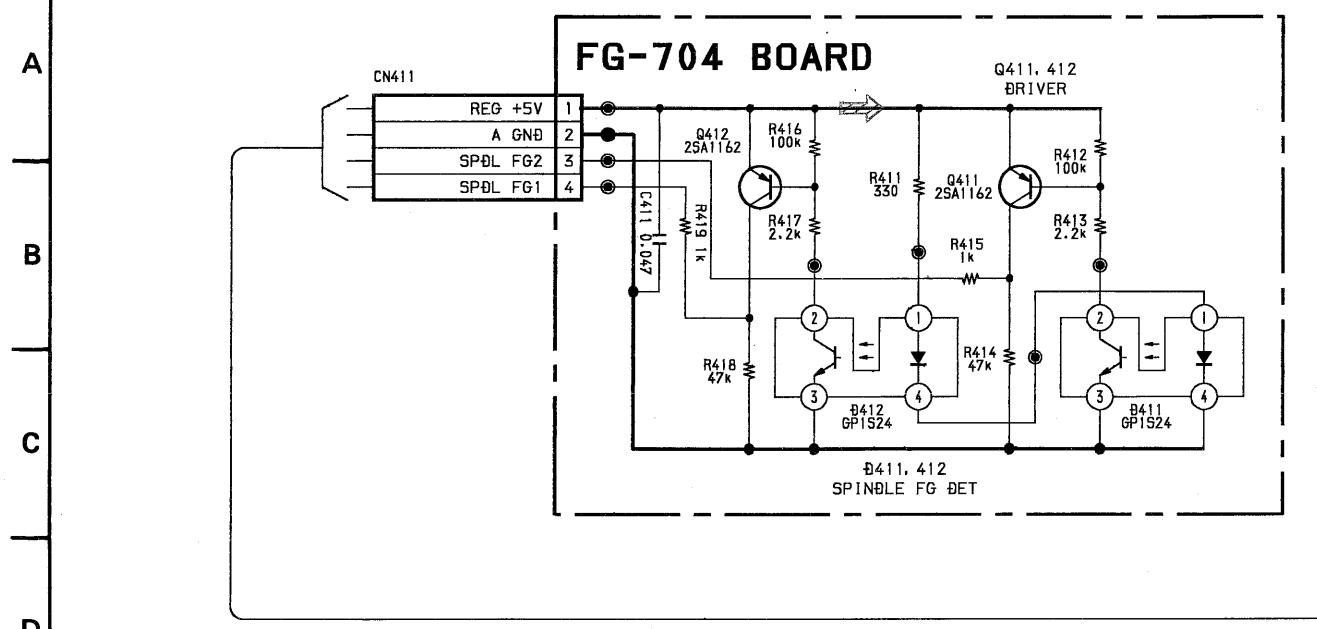 A
B
C
D
FG-704 BOARD
CN411
REG +5V 1
A GND 2
SPDL FG2 3
SPDL FG1 4
Q411, 412
DRIVER
Q412
2SA1162
R416
100k
R417
2.2k
R411
330
Q411
2SA1162
R412
100k
R413
2.2k
C411 0.047
R419 1k
R415
1k
R418
47k
R414
47k
2
1
3
4
D412
GP1S24
2
1
3
4
D411
GP1S24
D411, 412
SPINDLE FG DET